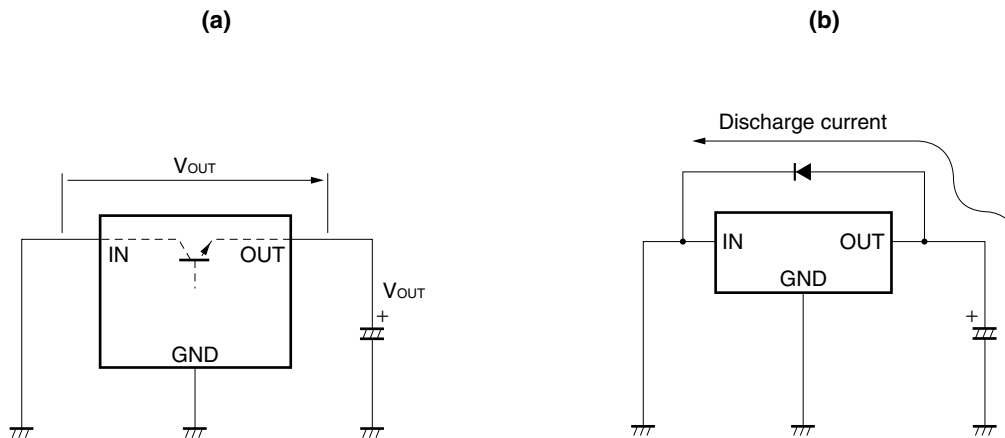 (a)
VOUT
IN
OUT
VOUT
+
GND
(b)
Discharge current
IN
OUT
GND
+